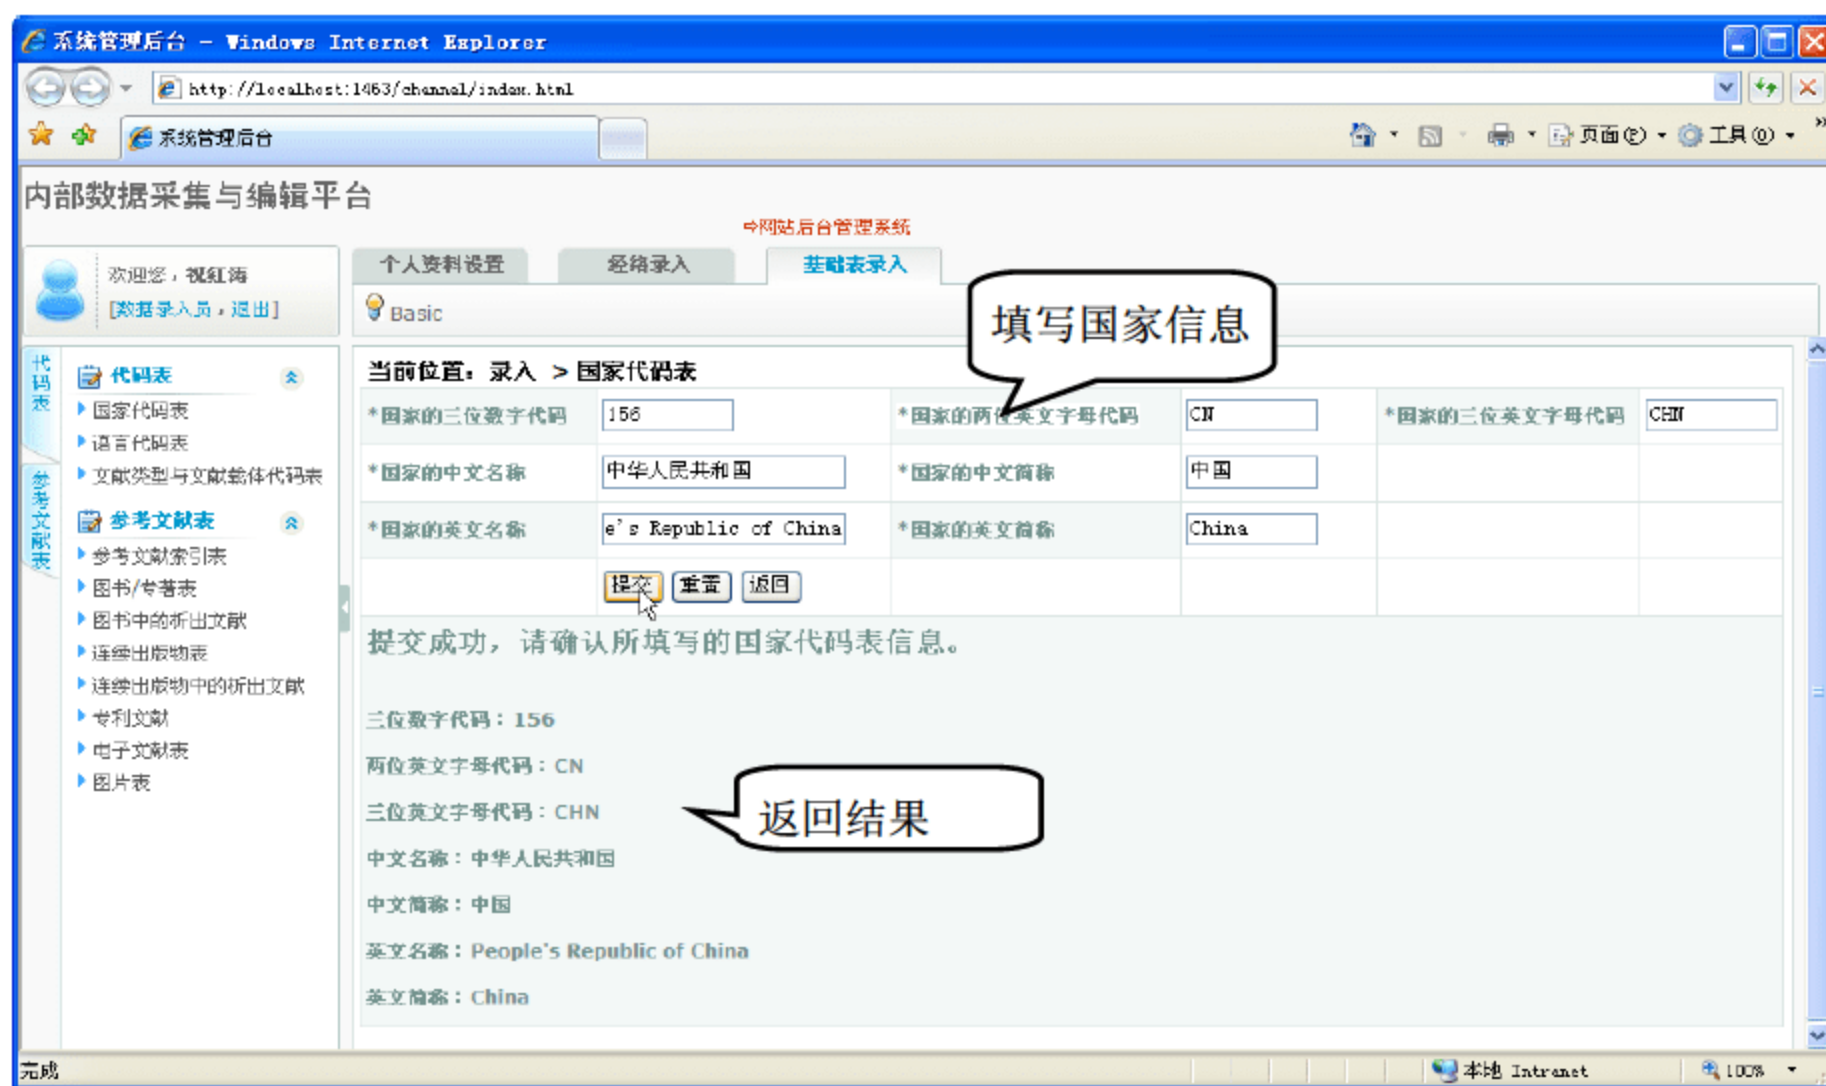 系统管理后台 - Windows Internet Explorer
http://localhost:1463/channel/index.html
系统管理后台
页面(P)
工具(O)
内部数据采集与编辑平台
⇨网站后台管理系统
欢迎您，祝红涛
[数据录入员，退出]
个人资料设置
经络录入
基础表录入
Basic
填写国家信息
代码表
参考文献表
代码表
国家代码表
语言代码表
文献类型与文献载体代码表
参考文献表
参考文献索引表
图书/专著表
图书中的析出文献
连续出版物表
连续出版物中的析出文献
专利文献
电子文献表
图片表
当前位置：录入 > 国家代码表
*国家的三位数字代码 156 *国家的两位英文字母代码 CN *国家的三位英文字母代码 CHN
*国家的中文名称 中华人民共和国 *国家的中文简称 中国
*国家的英文名称 e's Republic of China *国家的英文简称 China
提交 重置 返回
提交成功，请确认所填写的国家代码表信息。
三位数字代码：156
两位英文字母代码：CN
三位英文字母代码：CHN
返回结果
中文名称：中华人民共和国
中文简称：中国
英文名称：People's Republic of China
英文简称：China
完成
本地 Intranet
100%